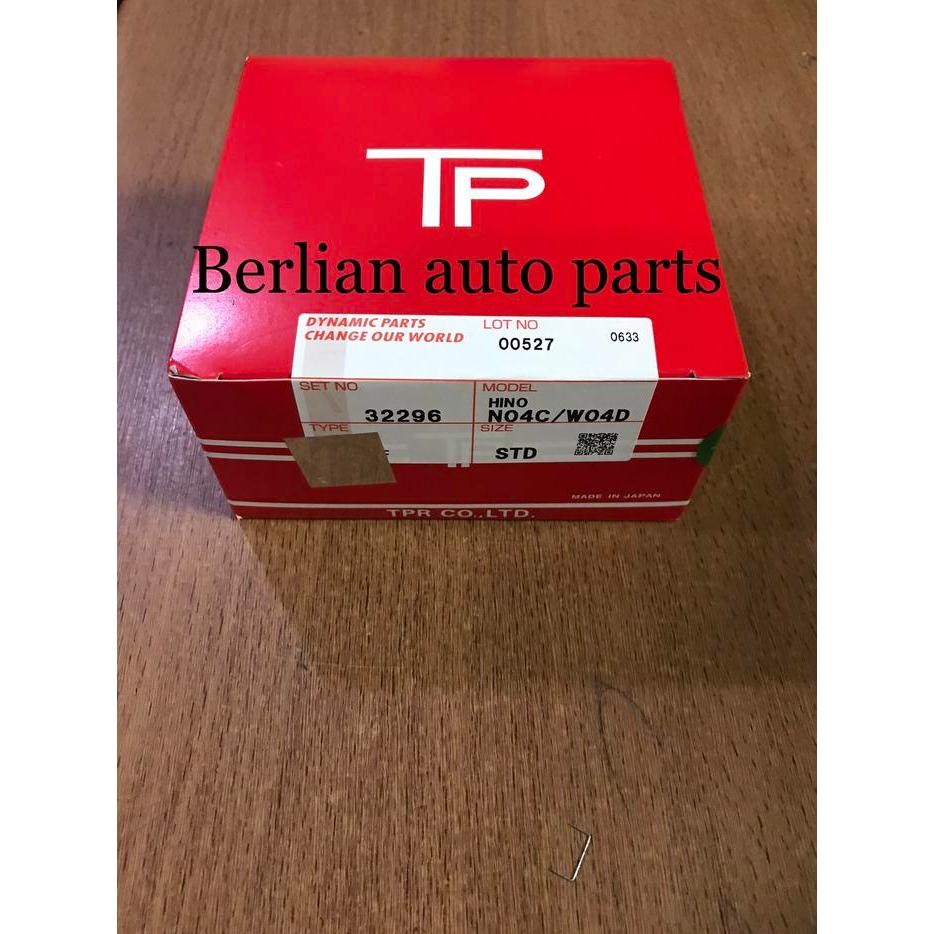 TP
Berlian auto parts
DYNAMIC PARTS
CHANGE OUR WORLD
LOT NO
00527
0633
SET NO
32296
MODEL
HINO
N04C/W04D
TYPE
SIZE
STD
MADE IN JAPAN
TPR CO.,LTD.